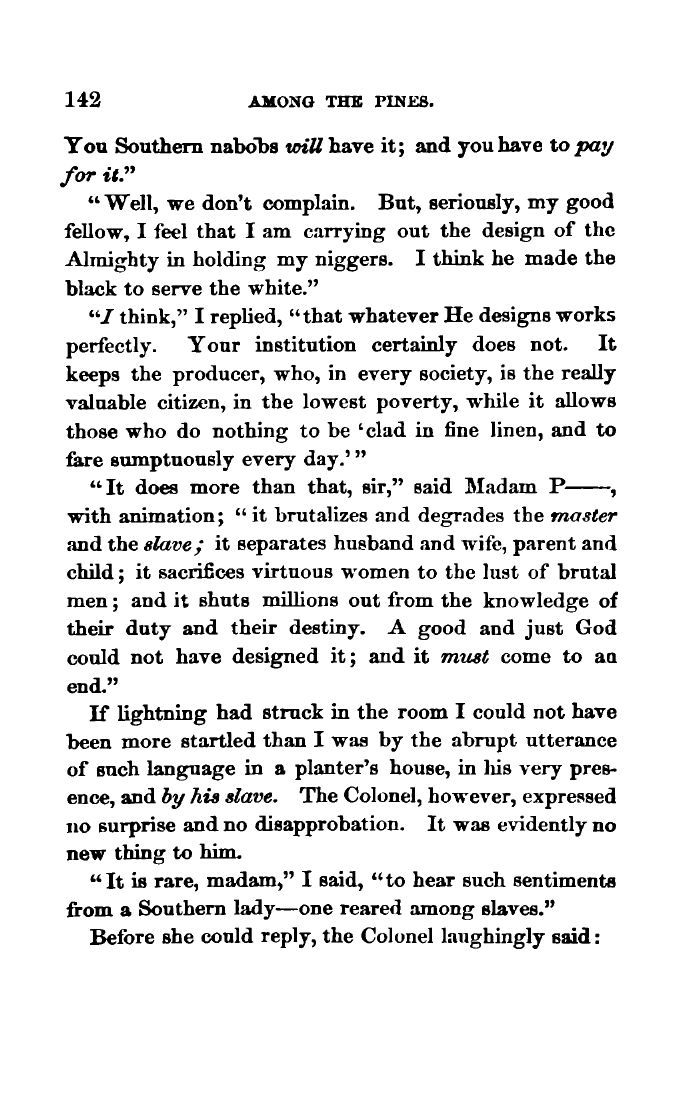 142 AMONG THE PINES.
You Southern nabobs will have it; and you have to pay
for it."
"Well, we don't complain. But, seriously, my good
fellow, I feel that I am carrying out the design of the
Almighty in holding my niggers. I think he made the
black to serve the white."
"I think," I replied, "that whatever He designs works
perfectly. Your institution certainly does not. It
keeps the producer, who, in every society, is the really
valuable citizen, in the lowest poverty, while it allows
those who do nothing to be 'clad in fine linen, and to
fare sumptuously every day.'"
"It does more than that, sir," said Madam P——,
with animation; "it brutalizes and degrades the master
and the slave; it separates husband and wife, parent and
child; it sacrifices virtuous women to the lust of brutal
men; and it shuts millions out from the knowledge of
their duty and their destiny. A good and just God
could not have designed it; and it must come to an
end."
If lightning had struck in the room I could not have
been more startled than I was by the abrupt utterance
of such language in a planter's house, in his very pres-
ence, and by his slave. The Colonel, however, expressed
no surprise and no disapprobation. It was evidently no
new thing to him.
"It is rare, madam," I said, "to hear such sentiments
from a Southern lady—one reared among slaves."
Before she could reply, the Colonel laughingly said: